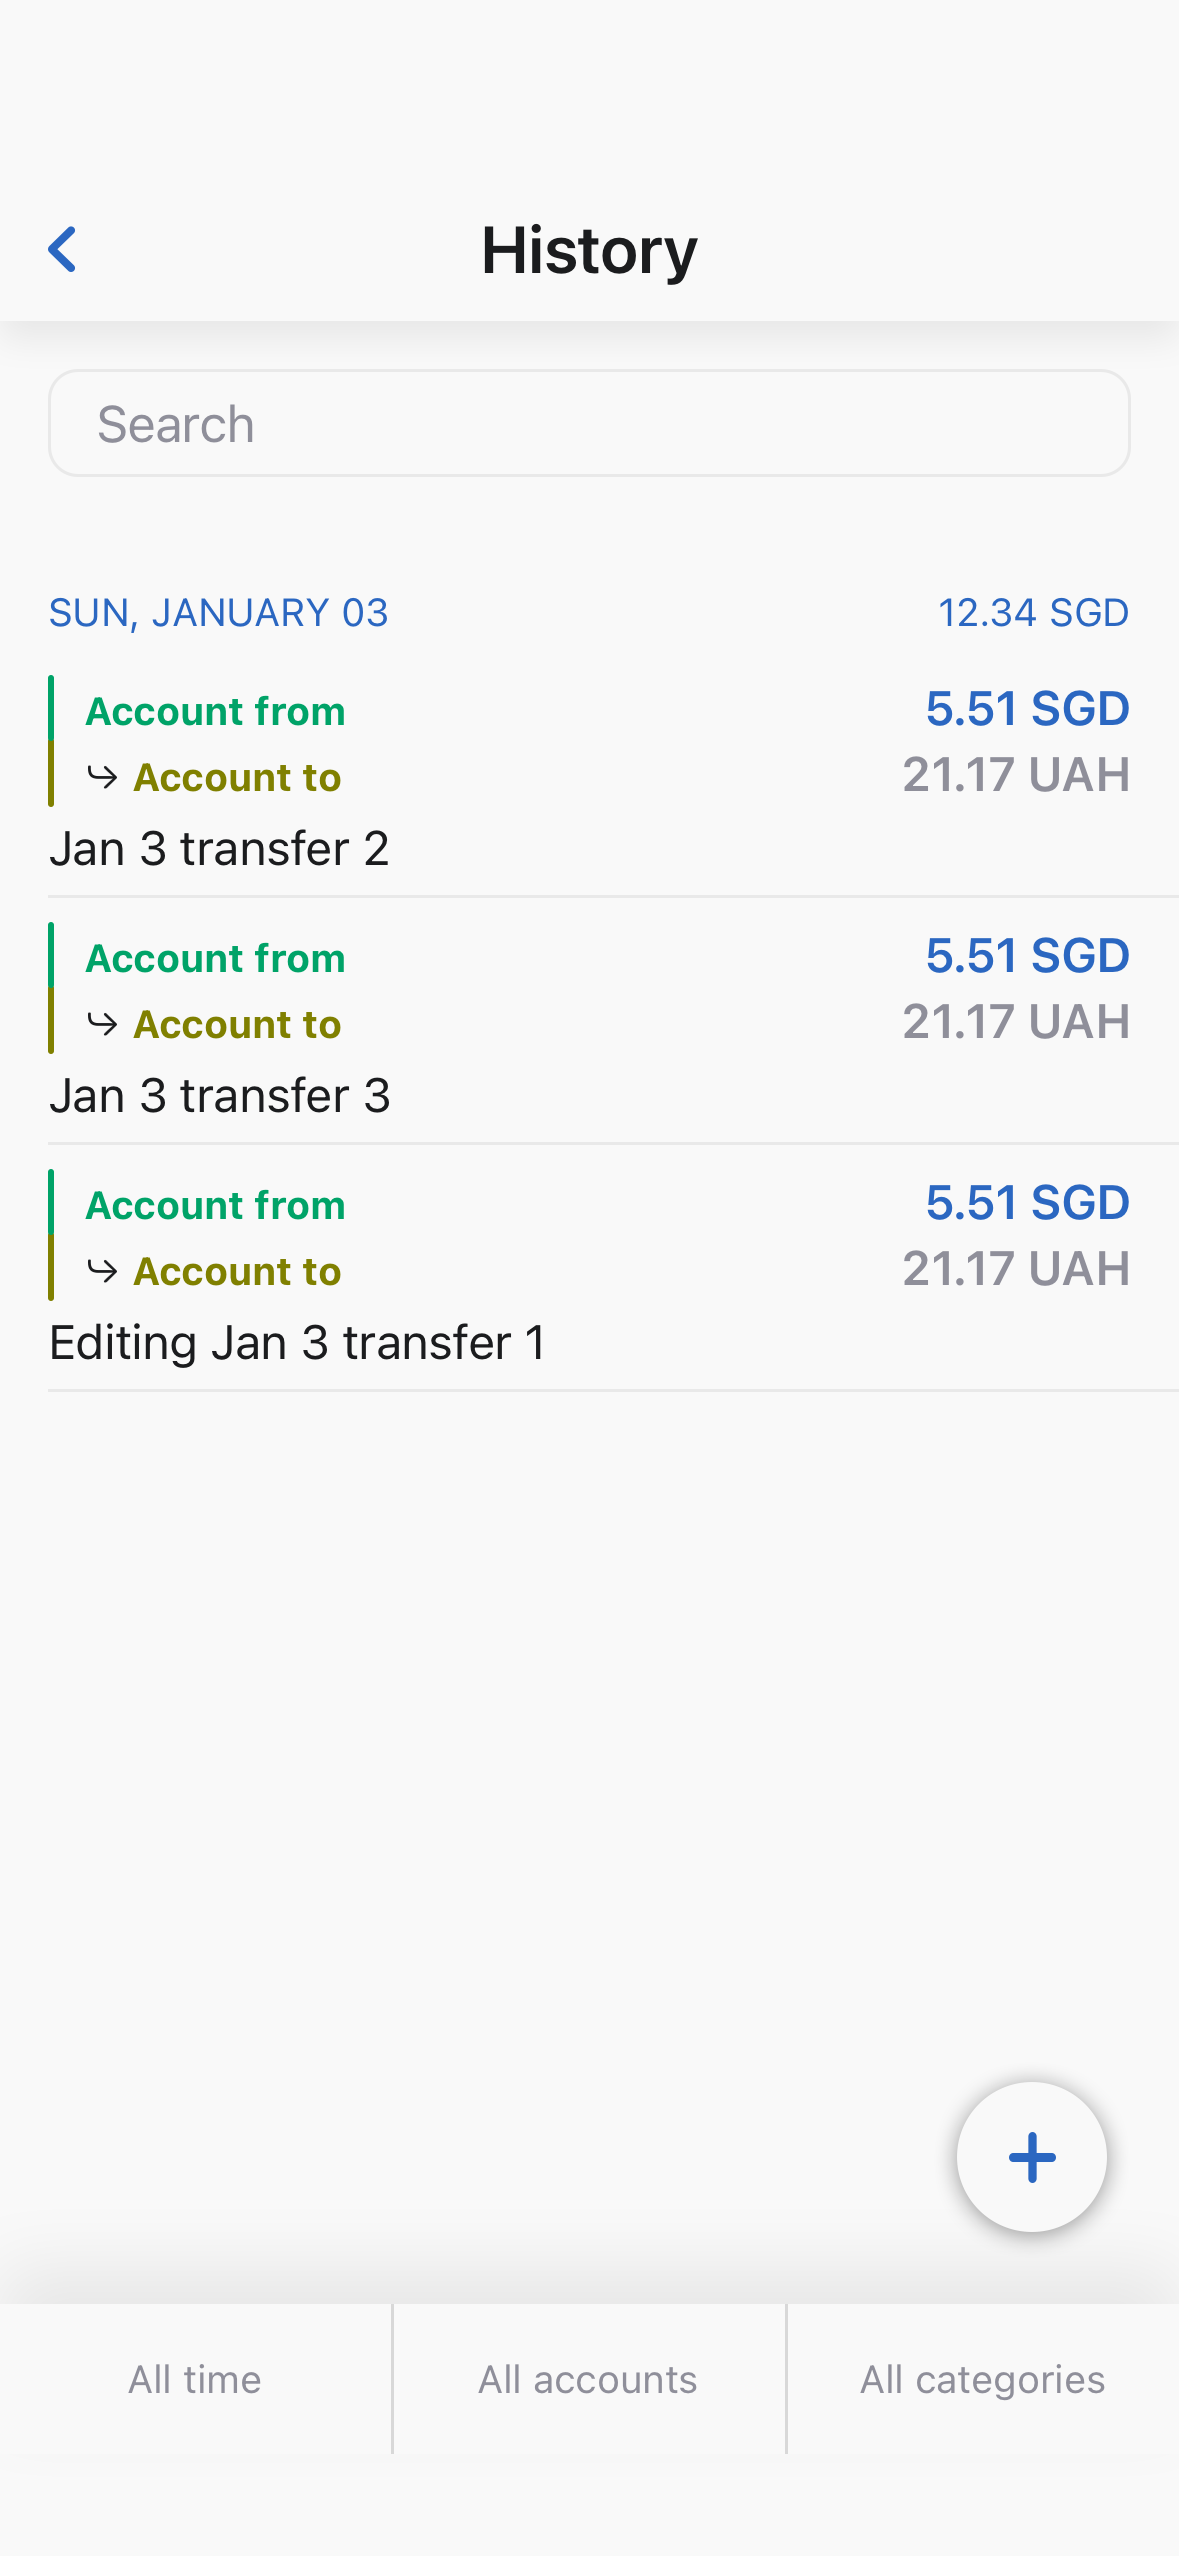 History
Search
SUN, JANUARY 03 12.34 SGD
Account from 5.51 SGD
↪ Account to 21.17 UAH
Jan 3 transfer 2
Account from 5.51 SGD
↪ Account to 21.17 UAH
Jan 3 transfer 3
Account from 5.51 SGD
↪ Account to 21.17 UAH
Editing Jan 3 transfer 1
All time All accounts All categories